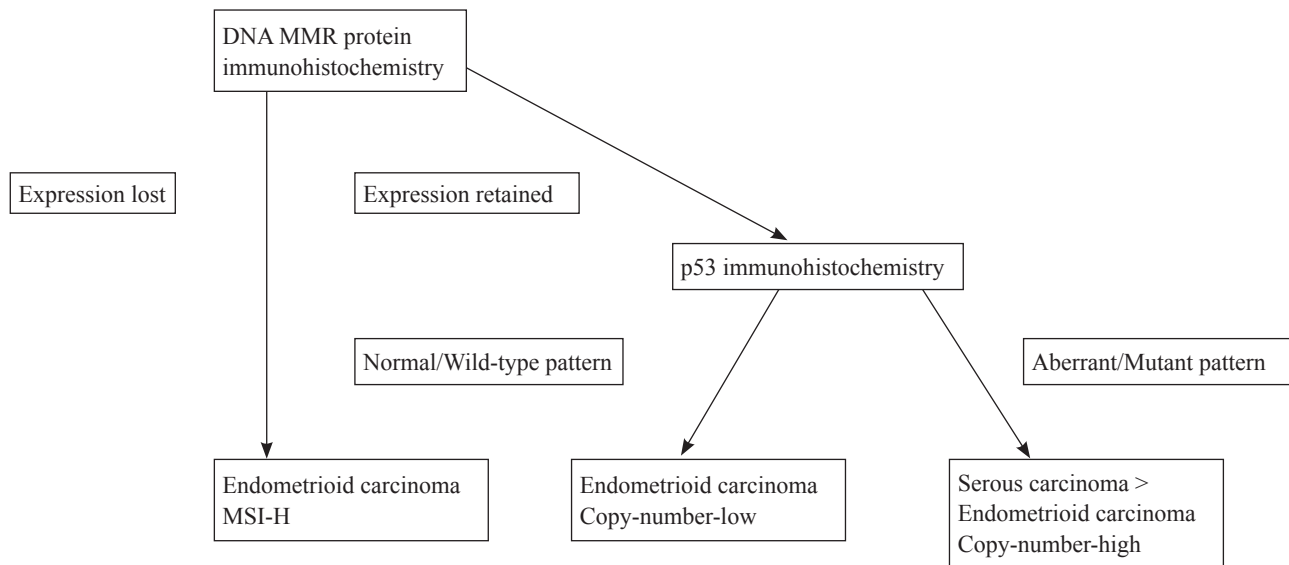 DNA MMR protein
immunohistochemistry
Expression lost
Expression retained
p53 immunohistochemistry
Normal/Wild-type pattern
Aberrant/Mutant pattern
Endometrioid carcinoma
MSI-H
Endometrioid carcinoma
Copy-number-low
Serous carcinoma >
Endometrioid carcinoma
Copy-number-high